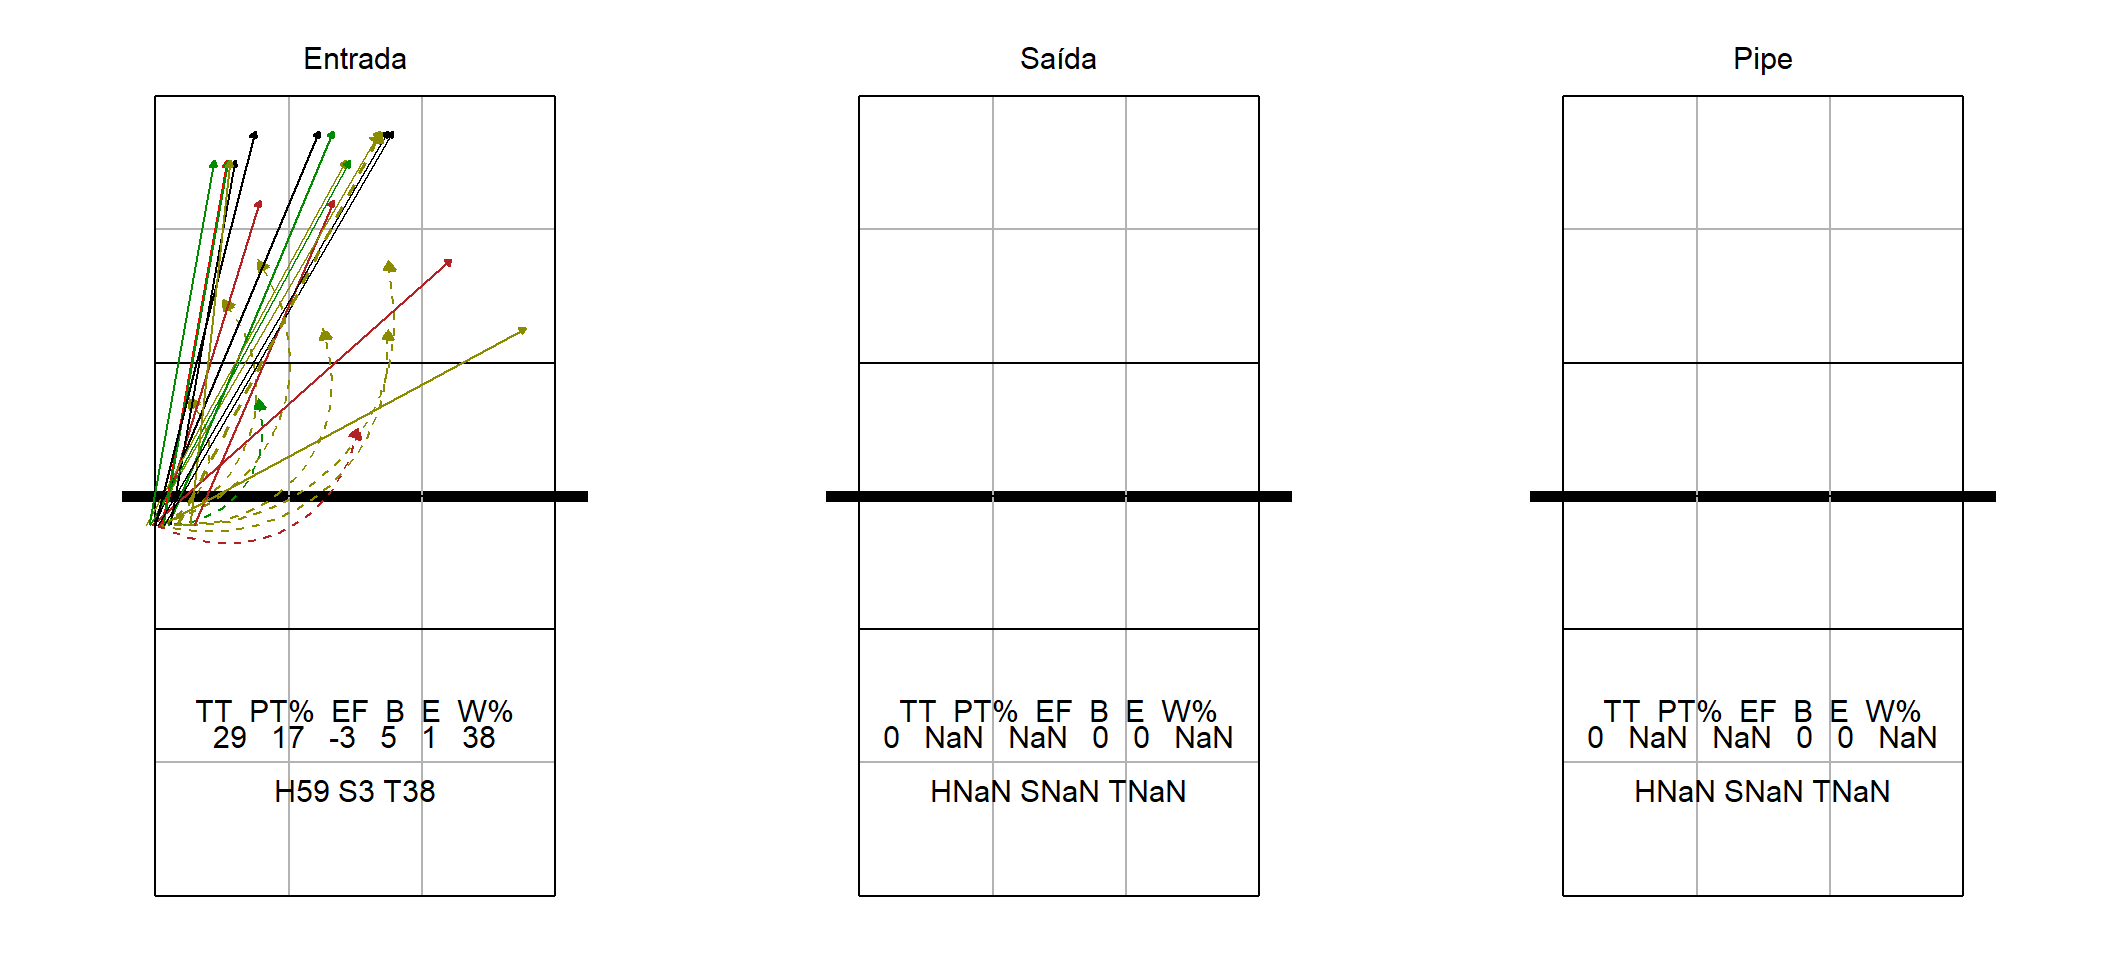 Entrada
TT PT% EF B E W%
29 17 -3 5 1 38
H59 S3 T38
Saída
TT PT% EF B E W%
0 NaN NaN 0 0 NaN
HNaN SNaN TNaN
Pipe
TT PT% EF B E W%
0 NaN NaN 0 0 NaN
HNaN SNaN TNaN